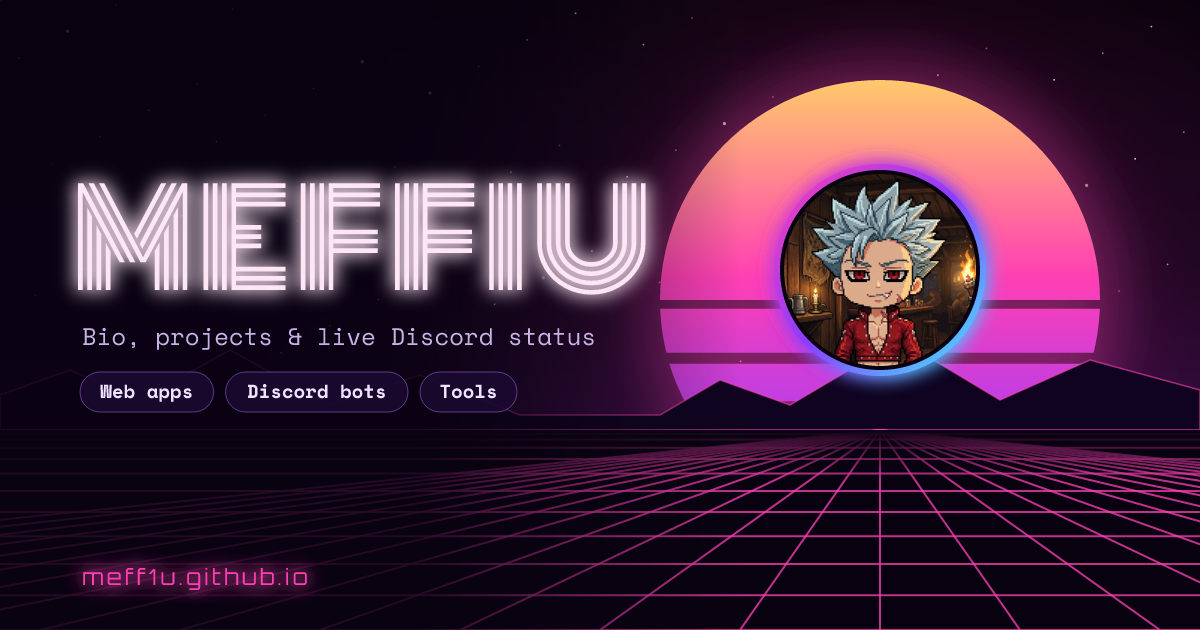 MEFFIU
Bio, projects & live Discord status
Web apps Discord bots Tools
meff1u.github.io